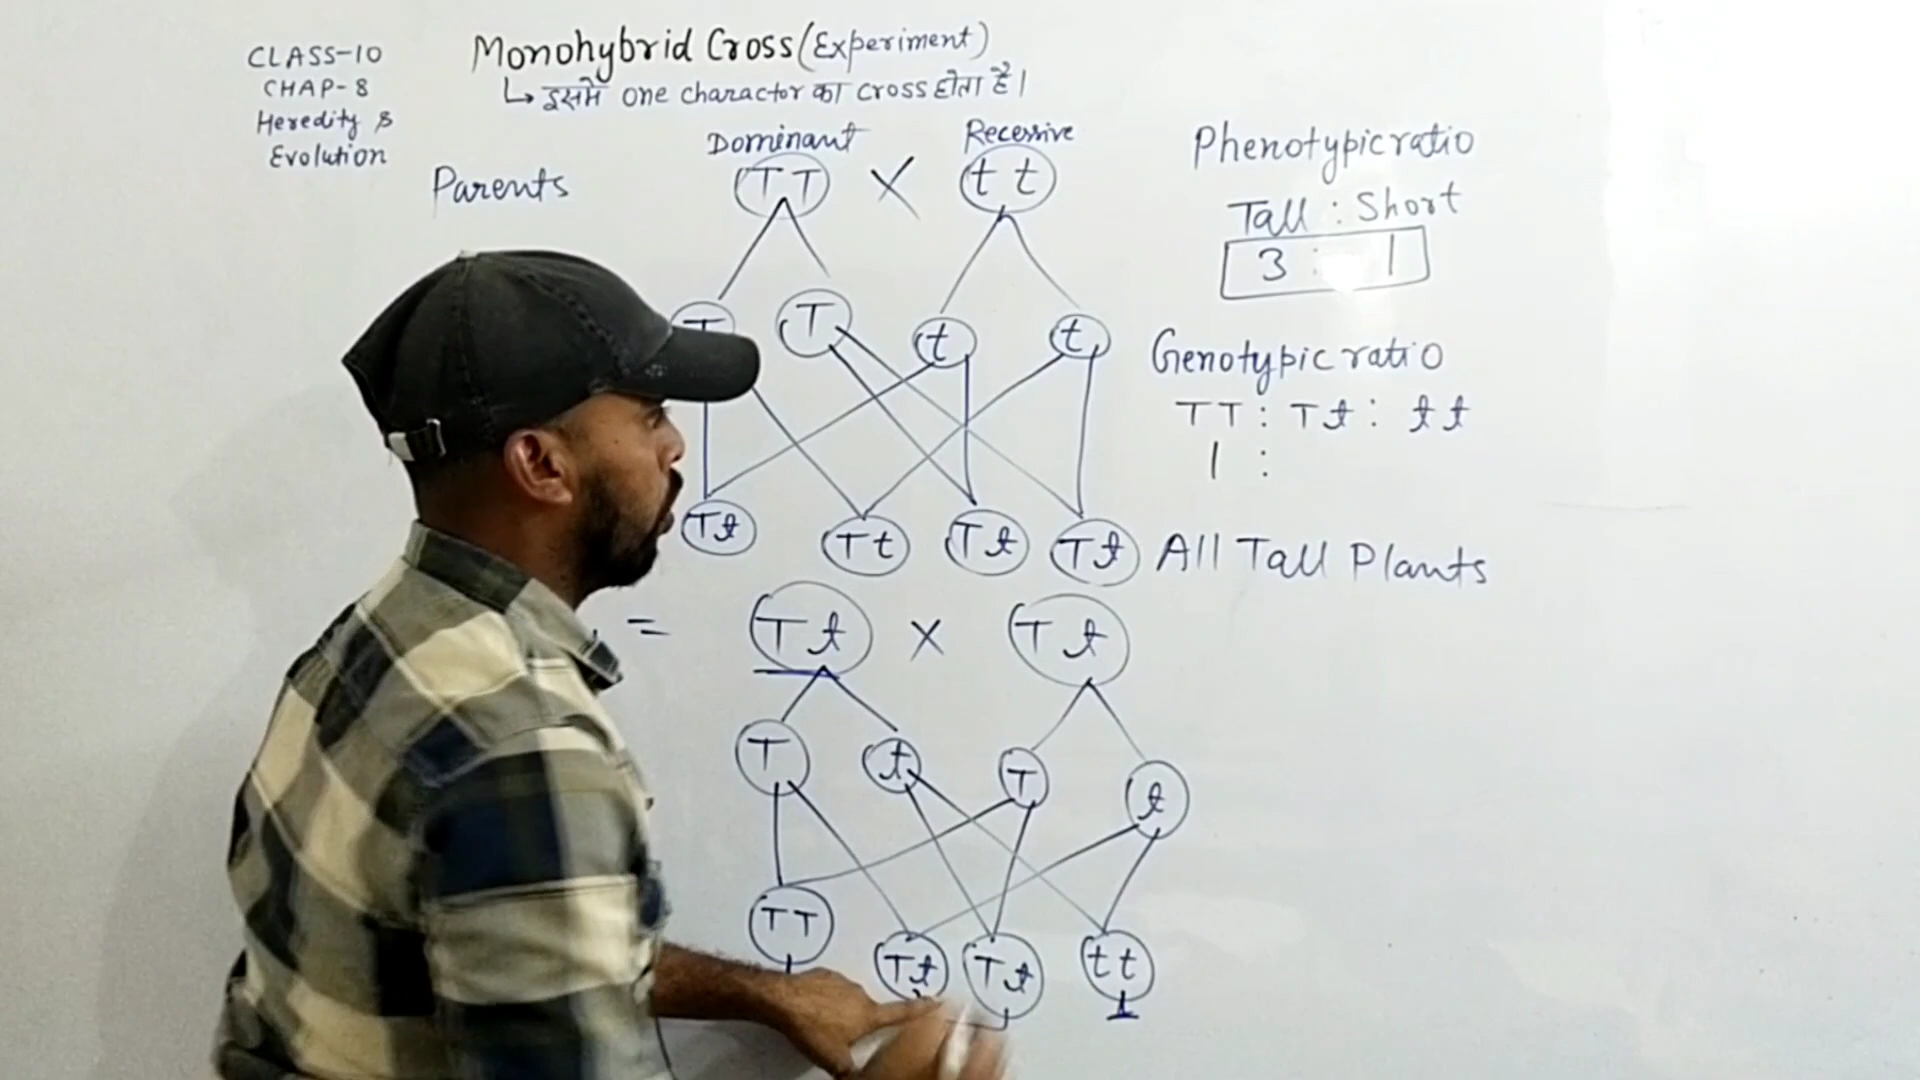 CLASS-10
CHAP-8
Heredity &
Evolution
Monohybrid Cross (Experiment)
↳ इसमे one charactor का cross होता है।
Dominant Recessive
Parents TT × tt
T T t t
Tt Tt Tt Tt All Tall Plants
= Tt × Tt
T t T t
TT Tt Tt tt
1
Phenotypic ratio
Tall : Short
3 : 1
Genotypic ratio
TT : Tt : tt
1 :